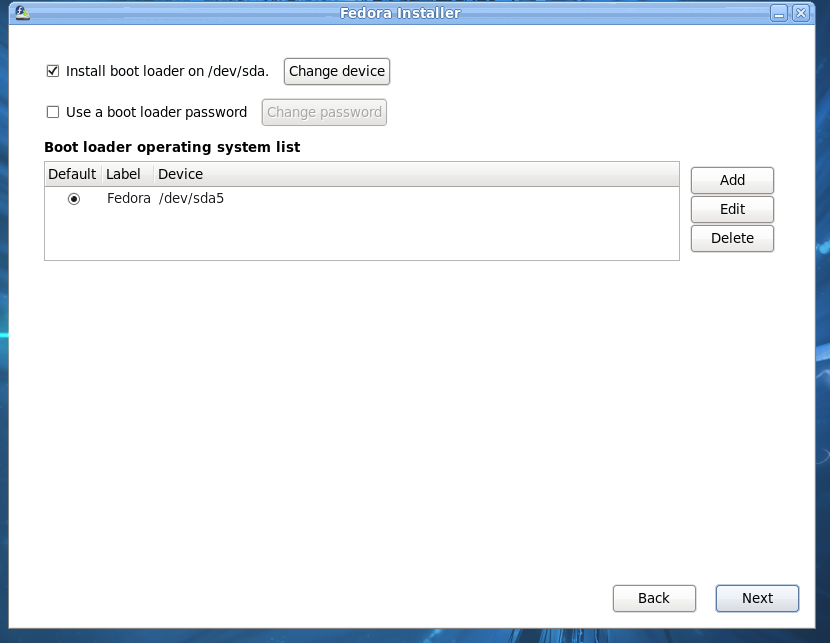 Fedora Installer
Install boot loader on /dev/sda. Change device
Use a boot loader password Change password
Boot loader operating system list
Default Label Device
Fedora /dev/sda5
Add
Edit
Delete
Back Next